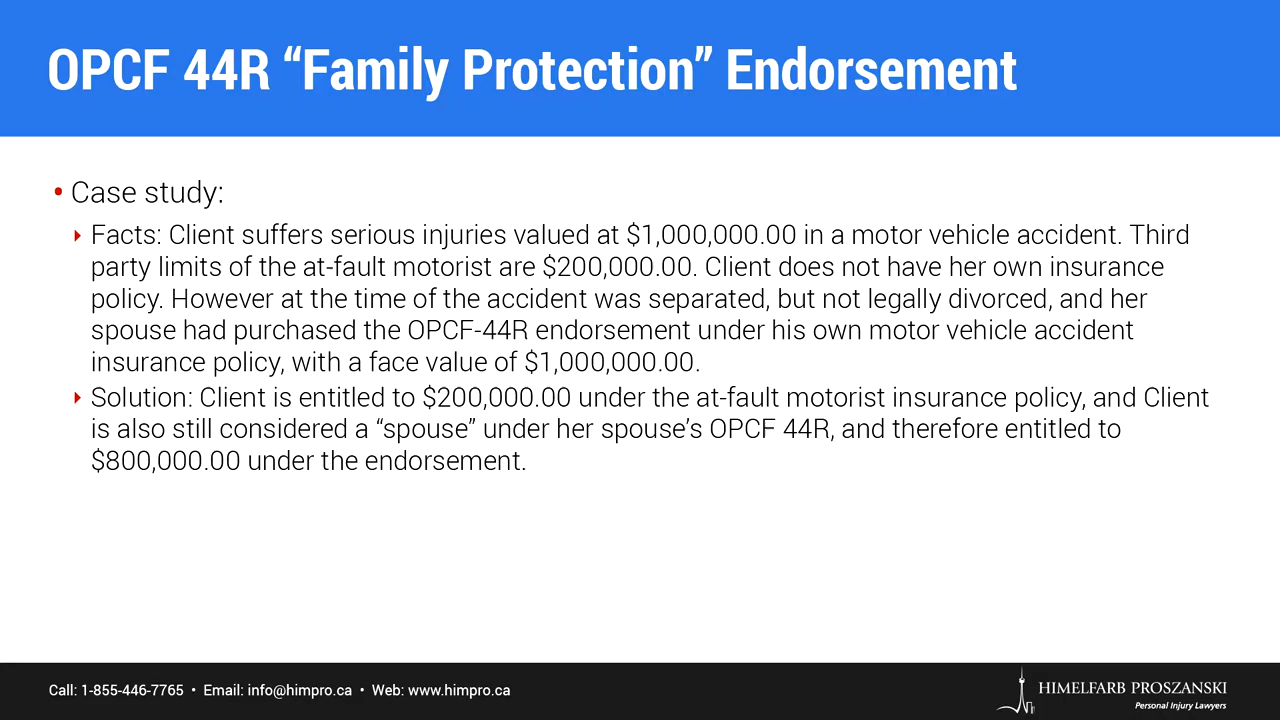 OPCF 44R “Family Protection” Endorsement
• Case study:
Facts: Client suffers serious injuries valued at $1,000,000.00 in a motor vehicle accident. Third
party limits of the at-fault motorist are $200,000.00. Client does not have her own insurance
policy. However at the time of the accident was separated, but not legally divorced, and her
spouse had purchased the OPCF-44R endorsement under his own motor vehicle accident
insurance policy, with a face value of $1,000,000.00.
Solution: Client is entitled to $200,000.00 under the at-fault motorist insurance policy, and Client
is also still considered a “spouse” under her spouse’s OPCF 44R, and therefore entitled to
$800,000.00 under the endorsement.
Call: 1-855-446-7765 • Email: info@himpro.ca • Web: www.himpro.ca
HIMELFARB PROSZANSKI
Personal Injury Lawyers